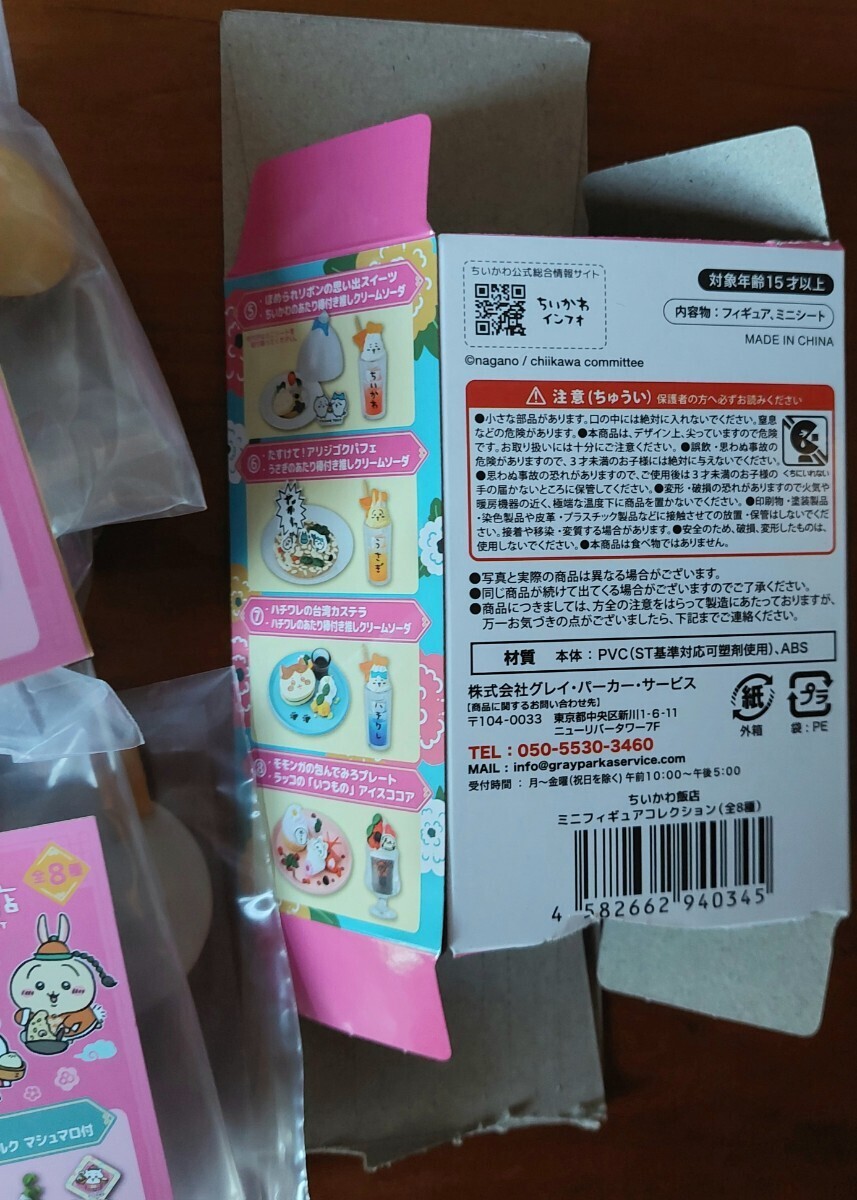 ⑤ ・ほめられリボンの思い出スイーツ
・ちいかわのあたり棒付き推しクリームソーダ
ちいかわ
⑥ ・たすけて！アリジゴクパフェ
・うさぎのあたり棒付き推しクリームソーダ
うさぎ
⑦ ・ハチワレの台湾カステラ
・ハチワレのあたり棒付き推しクリームソーダ
ハチワレ
⑧ ・モモンガの包んでみろプレート
・ラッコの「いつもの」アイスココア
ちいかわ公式総合情報サイト
ちいかわ
インフォ
対象年齢15才以上
内容物：フィギュア、ミニシート
MADE IN CHINA
©nagano / chiikawa committee
注意(ちゅうい) 保護者の方へ必ずお読みください
●小さな部品があります。口の中には絶対に入れないでください。窒息
などの危険があります。●本商品は、デザイン上、尖っていますので危険
です。お取り扱いには十分にご注意ください。●誤飲・思わぬ事故の
危険がありますので、3才未満のお子様には絶対に与えないでください。
●思わぬ事故の恐れがありますので、ご使用後は3才未満のお子様の
手の届かないところに保管してください。●変形・破損の恐れがありますので火気や
暖房機器の近く、極端な温度下に商品を置かないでください。●印刷物・塗装製品
・染色製品や皮革・プラスチック製品などに接触させての放置・保管はしないでくだ
さい。接着や移染・変質する場合があります。●安全のため、破損、変形したものは、
使用しないでください。●本商品は食べ物ではありません。
くちにいれない
●写真と実際の商品は異なる場合がございます。
●同じ商品が続けて出てくる場合がございますのでご了承ください。
●商品につきましては、万全の注意をはらって製造にあたっておりますが、
万一お気づきの点がございましたら、下記までご連絡ください。
材質 本体：PVC(ST基準対応可塑剤使用)、ABS
株式会社グレイ・パーカー・サービス
【商品に関するお問い合わせ先】
〒104-0033 東京都中央区新川1-6-11
ニューリバータワー7F
TEL：050-5530-3460
MAIL：info@grayparkaservice.com
受付時間：月〜金曜(祝日を除く)午前10:00〜午後5:00
紙
外箱
プラ
袋：PE
ちいかわ飯店
ミニフィギュアコレクション(全8種)
4 582662 940345
全8種
店
ルク マシュマロ付